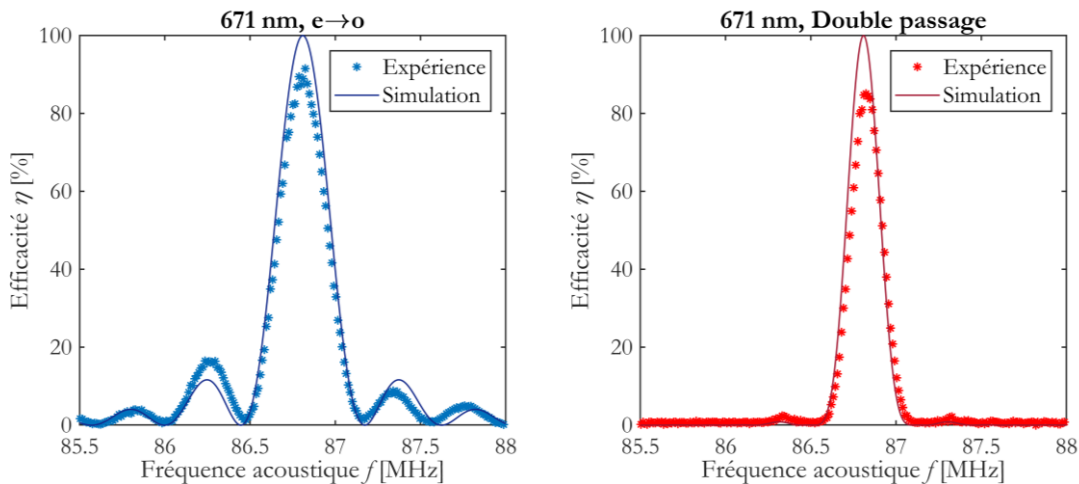 671 nm, e→o
Efficacité η [%]
100
80
60
40
20
0
Expérience
Simulation
85.5
86
86.5
87
87.5
88
Fréquence acoustique f [MHz]
671 nm, Double passage
Efficacité η [%]
100
80
60
40
20
0
Expérience
Simulation
85.5
86
86.5
87
87.5
88
Fréquence acoustique f [MHz]